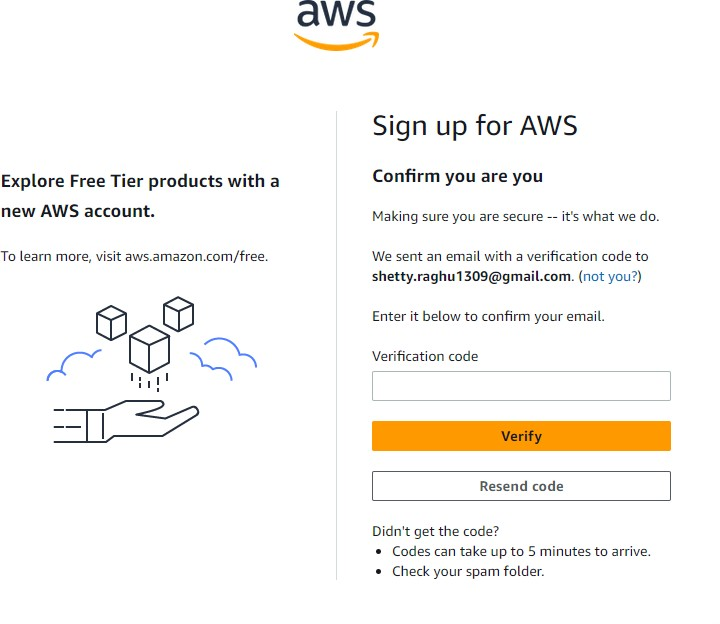 aws
Explore Free Tier products with a
new AWS account.
To learn more, visit aws.amazon.com/free.
Sign up for AWS
Confirm you are you
Making sure you are secure -- it's what we do.
We sent an email with a verification code to
shetty.raghu1309@gmail.com. (not you?)
Enter it below to confirm your email.
Verification code
Verify
Resend code
Didn't get the code?
• Codes can take up to 5 minutes to arrive.
• Check your spam folder.